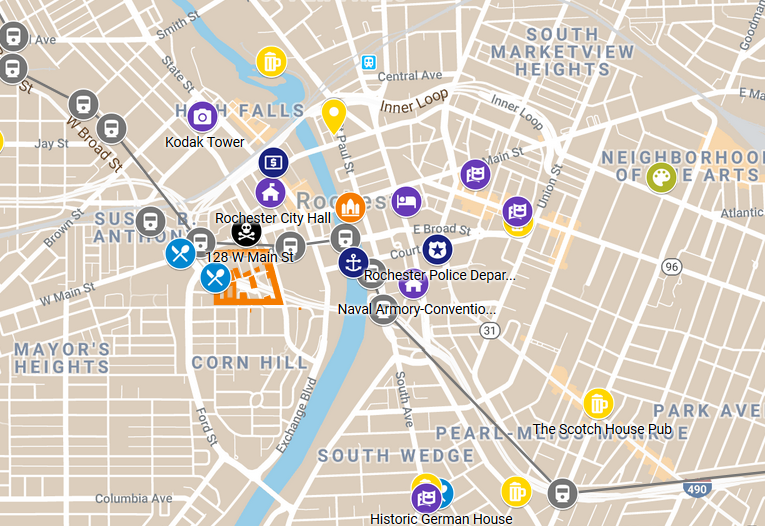 Smith St
l Ave
State St
Central Ave
SOUTH
MARKETVIEW
HEIGHTS
Goodman
Inner Loop
Inner Loop
E Ma
HIGH FALLS
Kodak Tower
Jay St
W Broad St
Paul St
Main St
Union St
NEIGHBORHOOD
OF THE ARTS
Brown St
SUSAN B.
ANTHONY
Rochester
Rochester City Hall
Atlantic
E Broad St
Court
128 W Main St
Rochester Police Depar...
96
W Main St
Naval Armory-Conventio...
31
MAYOR'S
HEIGHTS
CORN HILL
Ford St
Exchange Blvd
South Ave
The Scotch House Pub
PARK AVE
PEARL-MEIGS-MONROE
SOUTH WEDGE
490
Columbia Ave
Historic German House